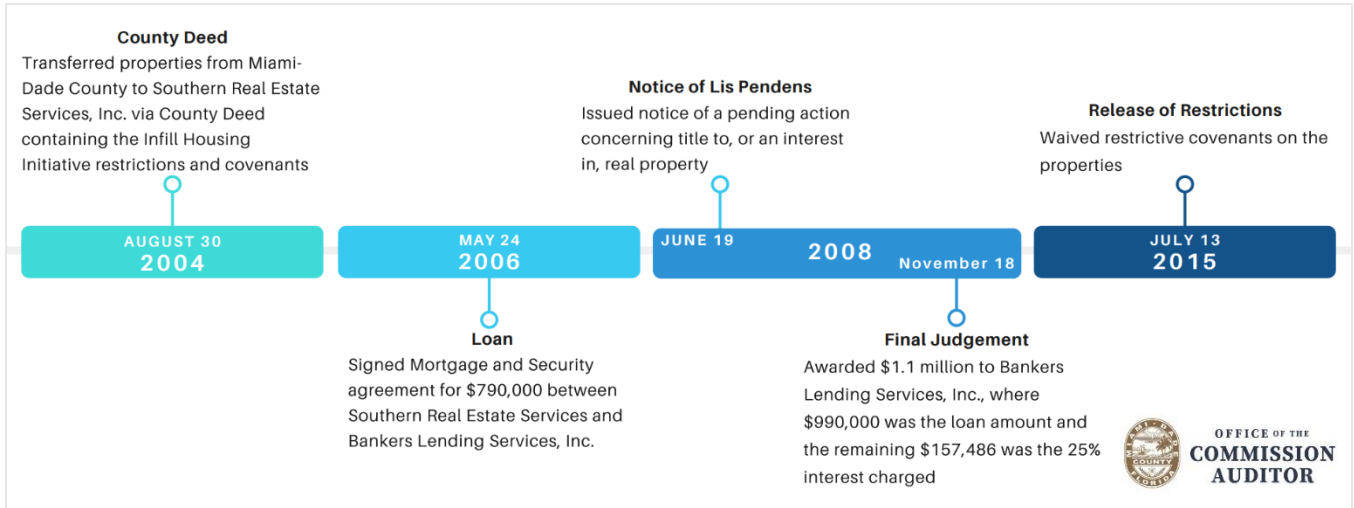 County Deed
Transferred properties from Miami-
Dade County to Southern Real Estate
Services, Inc. via County Deed
containing the Infill Housing
Initiative restrictions and covenants
AUGUST 30
2004
MAY 24
2006
Loan
Signed Mortgage and Security
agreement for $790,000 between
Southern Real Estate Services and
Bankers Lending Services, Inc.
Notice of Lis Pendens
Issued notice of a pending action
concerning title to, or an interest
in, real property
JUNE 19
2008
November 18
Final Judgement
Awarded $1.1 million to Bankers
Lending Services, Inc., where
$990,000 was the loan amount and
the remaining $157,486 was the 25%
interest charged
Release of Restrictions
Waived restrictive covenants on the
properties
JULY 13
2015
MIAMI-DADE
COUNTY
FLORIDA
OFFICE OF THE
COMMISSION
AUDITOR